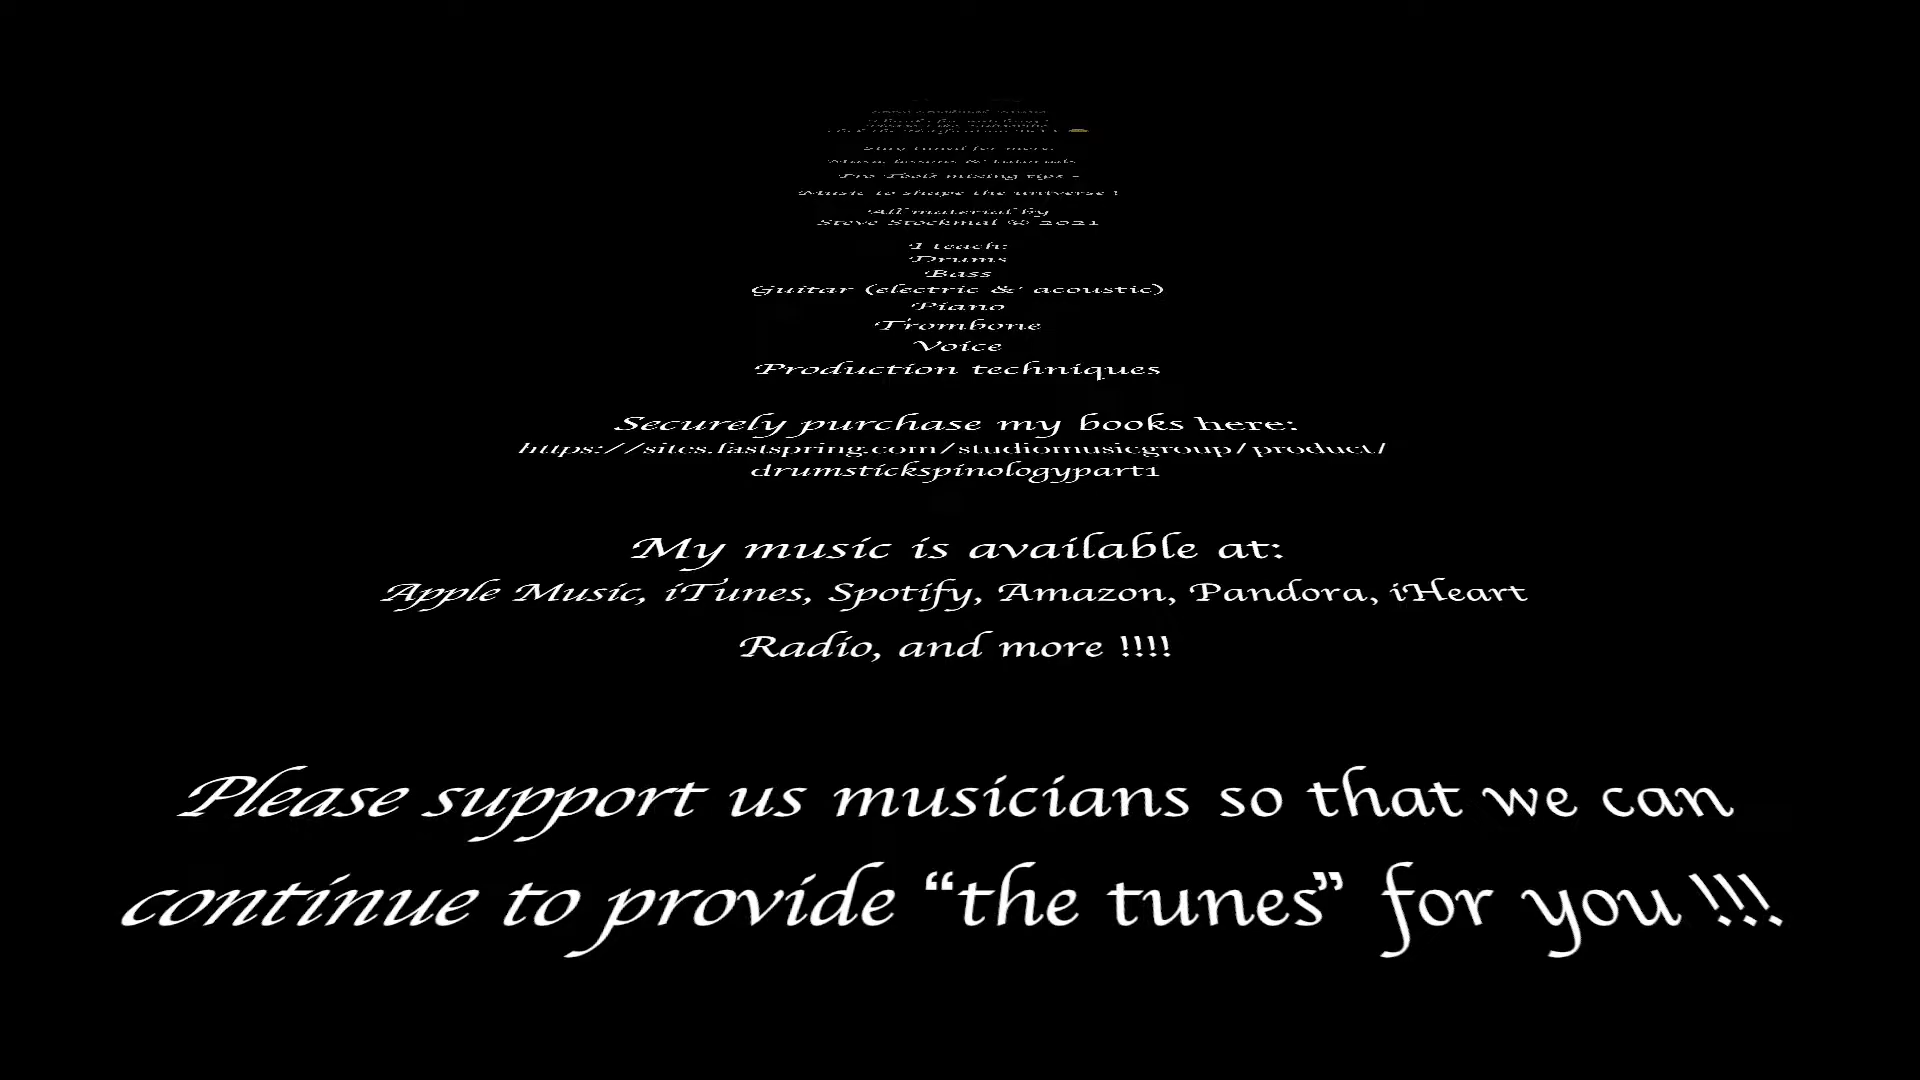 Stay tuned for more:
Music lessons & tutorials
Pro Tools mixing tips -
Music to shape the universe !
All material by
Steve Stockmal © 2021
I teach:
Drums
Bass
Guitar (electric & acoustic)
Piano
Trombone
Voice
Production techniques
Securely purchase my books here:
https://sites.fastspring.com/studiomusicgroup/product/
drumstickspinologypart1
My music is available at:
Apple Music, iTunes, Spotify, Amazon, Pandora, iHeart
Radio, and more !!!!
Please support us musicians so that we can
continue to provide “the tunes” for you !!!